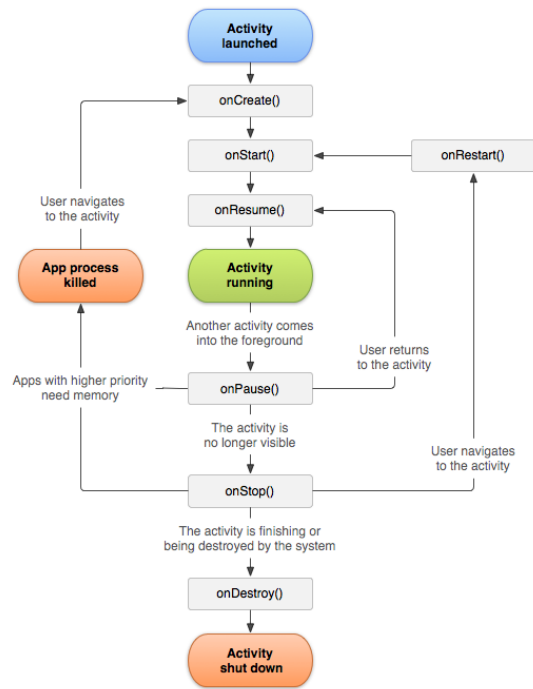 Activity
launched
onCreate()
onStart()
onRestart()
User navigates
to the activity
onResume()
App process
killed
Activity
running
Another activity comes
into the foreground
User returns
to the activity
Apps with higher priority
need memory
onPause()
The activity is
no longer visible
User navigates
to the activity
onStop()
The activity is finishing or
being destroyed by the system
onDestroy()
Activity
shut down